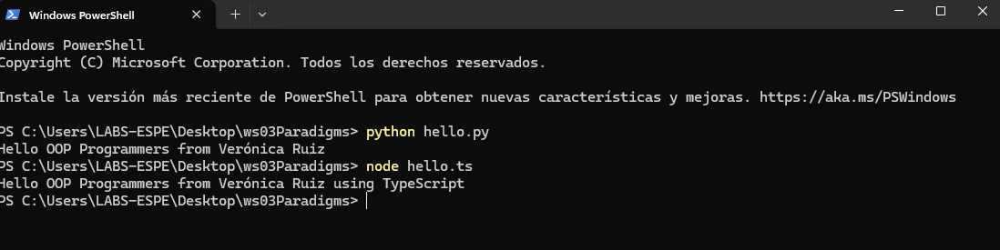 Windows PowerShell
Windows PowerShell
Copyright (C) Microsoft Corporation. Todos los derechos reservados.
Instale la versión más reciente de PowerShell para obtener nuevas características y mejoras. https://aka.ms/PSWindows
PS C:\Users\LABS-ESPE\Desktop\ws03Paradigms> python hello.py
Hello OOP Programmers from Verónica Ruiz
PS C:\Users\LABS-ESPE\Desktop\ws03Paradigms> node hello.ts
Hello OOP Programmers from Verónica Ruiz using TypeScript
PS C:\Users\LABS-ESPE\Desktop\ws03Paradigms>